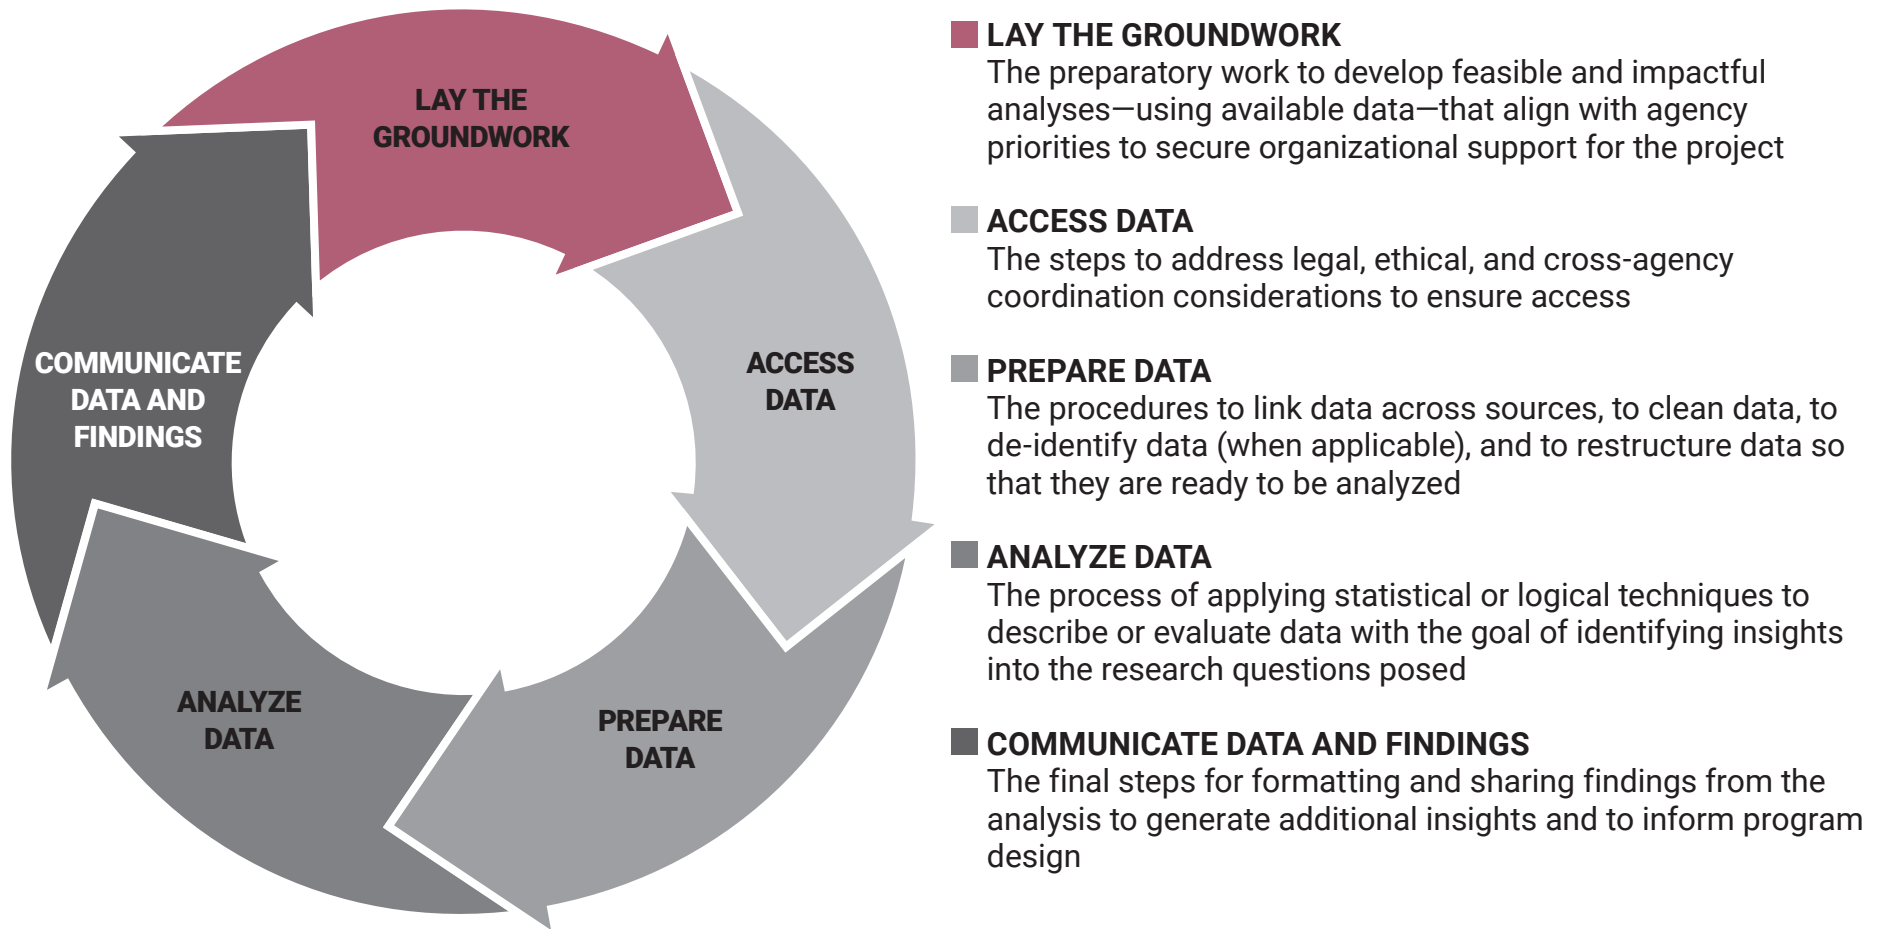 LAY THE
GROUNDWORK
ACCESS
DATA
PREPARE
DATA
ANALYZE
DATA
COMMUNICATE
DATA AND
FINDINGS
LAY THE GROUNDWORK
The preparatory work to develop feasible and impactful
analyses—using available data—that align with agency
priorities to secure organizational support for the project
ACCESS DATA
The steps to address legal, ethical, and cross-agency
coordination considerations to ensure access
PREPARE DATA
The procedures to link data across sources, to clean data, to
de-identify data (when applicable), and to restructure data so
that they are ready to be analyzed
ANALYZE DATA
The process of applying statistical or logical techniques to
describe or evaluate data with the goal of identifying insights
into the research questions posed
COMMUNICATE DATA AND FINDINGS
The final steps for formatting and sharing findings from the
analysis to generate additional insights and to inform program
design